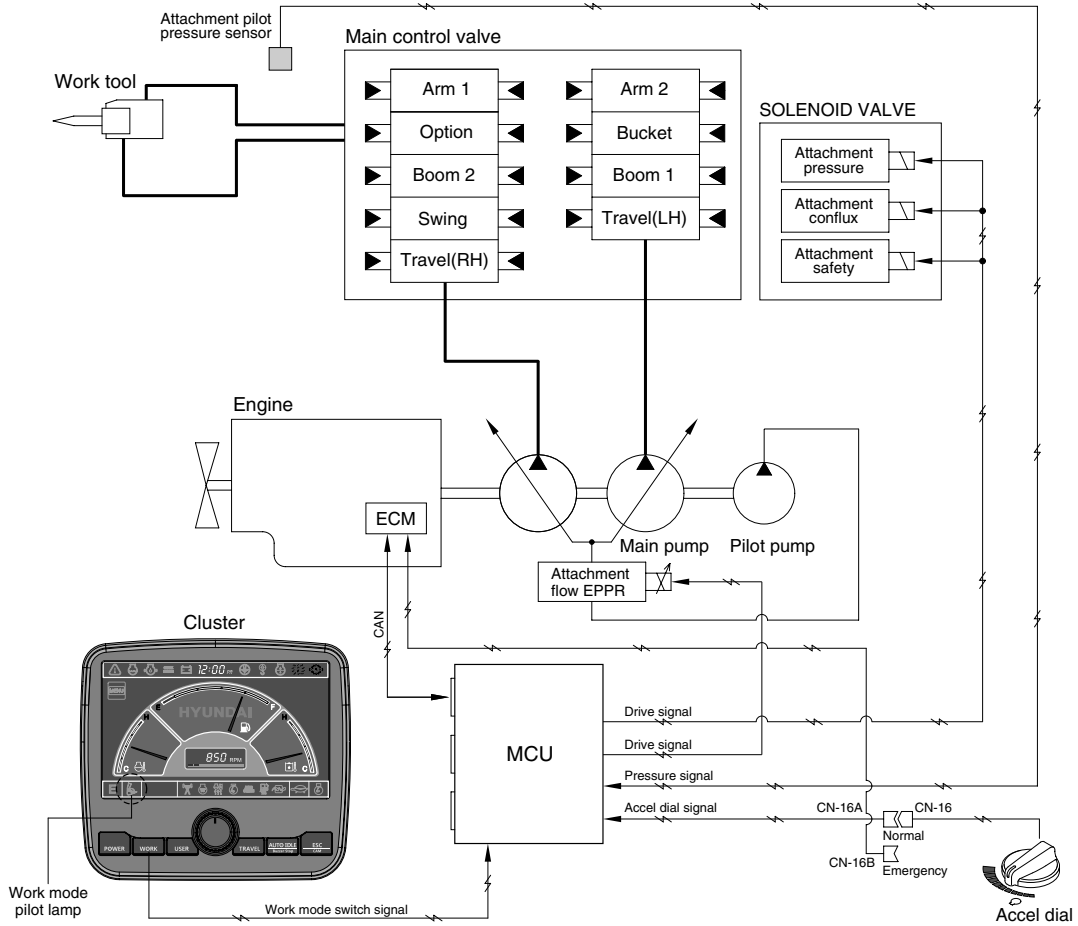 Attachment pilot
pressure sensor
Main control valve
Work tool
Arm 1
Arm 2
Option
Bucket
Boom 2
Boom 1
Swing
Travel(LH)
Travel(RH)
SOLENOID VALVE
Attachment
pressure
Attachment
conflux
Attachment
safety
Engine
ECM
Main pump
Pilot pump
Attachment
flow EPPR
CAN
Cluster
12:00
MENU
E
F
H
H
HYUNDAI
850 RPM
C
C
E
POWER
WORK
USER
TRAVEL
AUTO IDLE
ESC
CAM
MCU
Drive signal
Drive signal
Pressure signal
Accel dial signal
CN-16A
CN-16
Normal
CN-16B
Emergency
Work mode
pilot lamp
Work mode switch signal
Accel dial